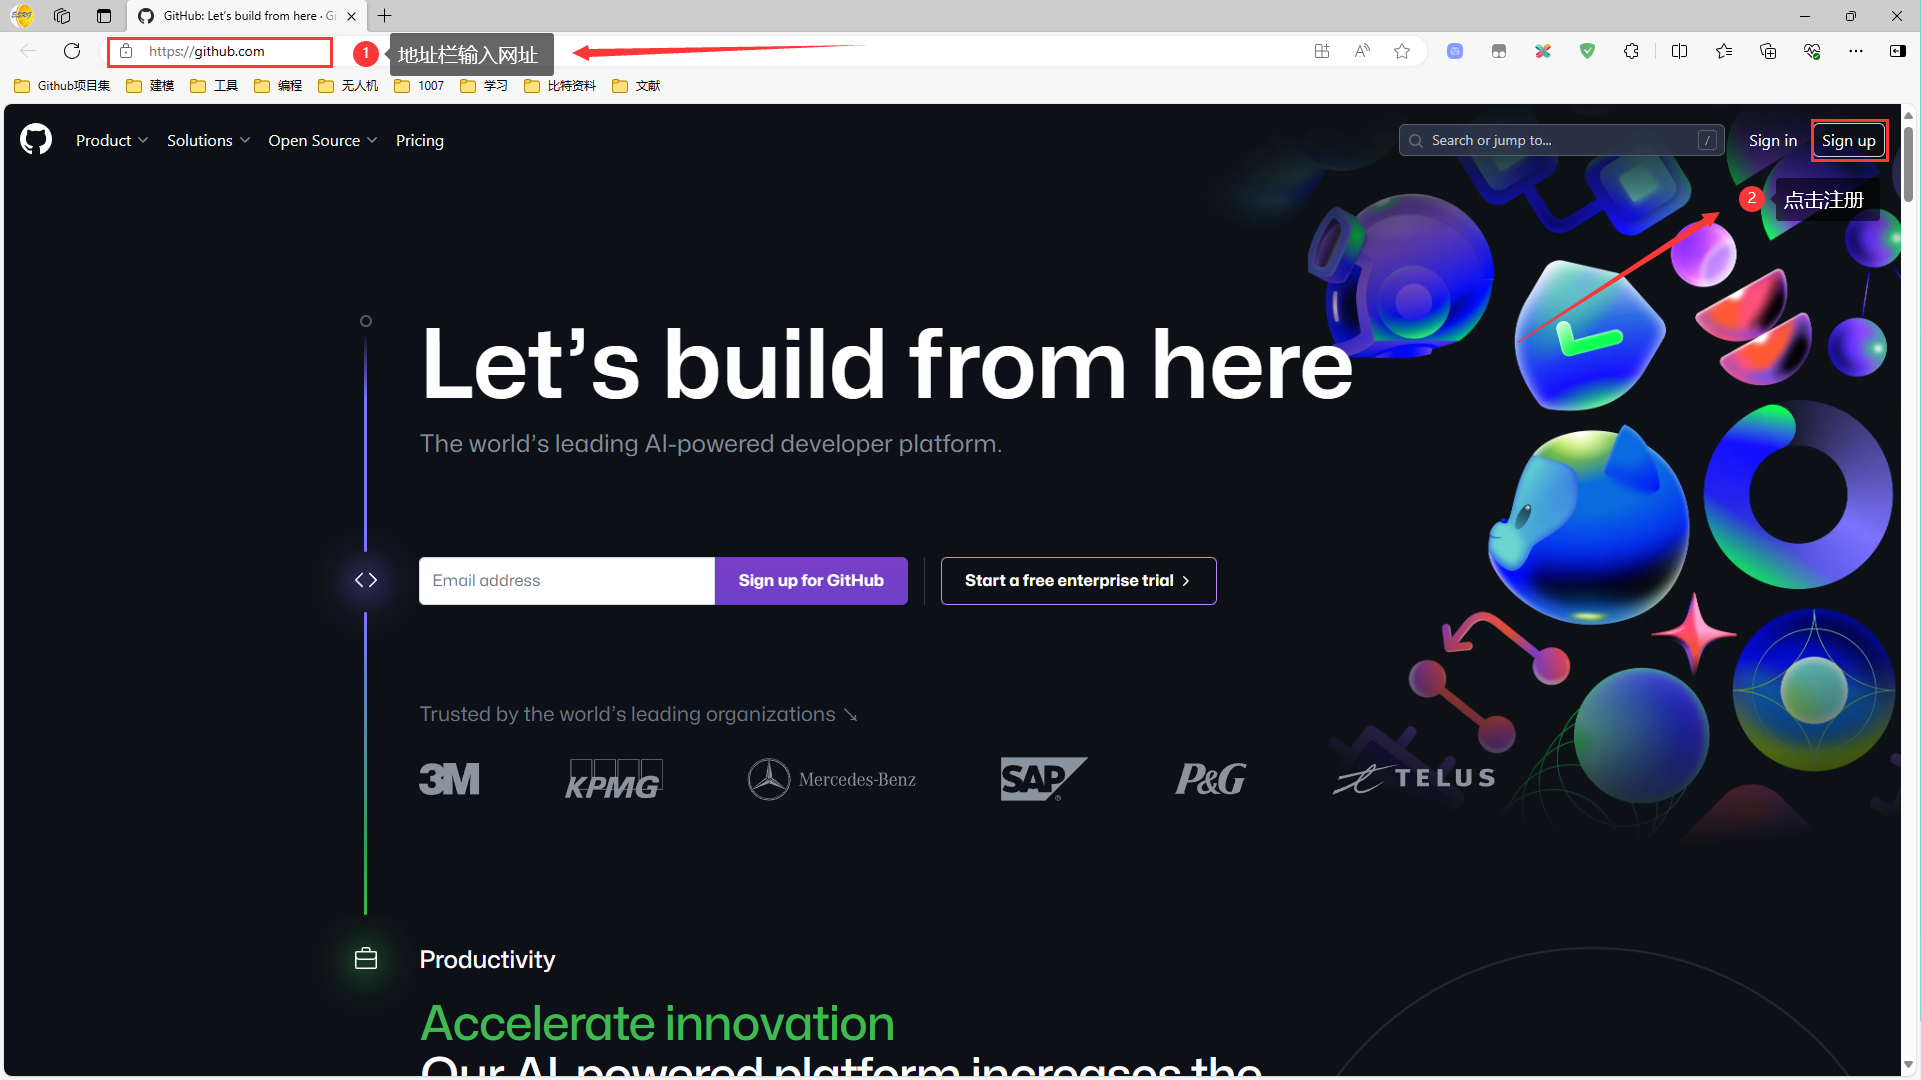 GitHub: Let's build from here · Gi
https://github.com
1
地址栏输入网址
Github项目集
建模
工具
编程
无人机
1007
学习
比特资料
文献
Product
Solutions
Open Source
Pricing
Search or jump to...
/
Sign in
Sign up
2
点击注册
Let’s build from here
The world’s leading AI-powered developer platform.
Email address
Sign up for GitHub
Start a free enterprise trial
Trusted by the world’s leading organizations
3M
KPMG
Mercedes-Benz
SAP
P&G
TELUS
Productivity
Accelerate innovation
Our AI-powered platform increases the